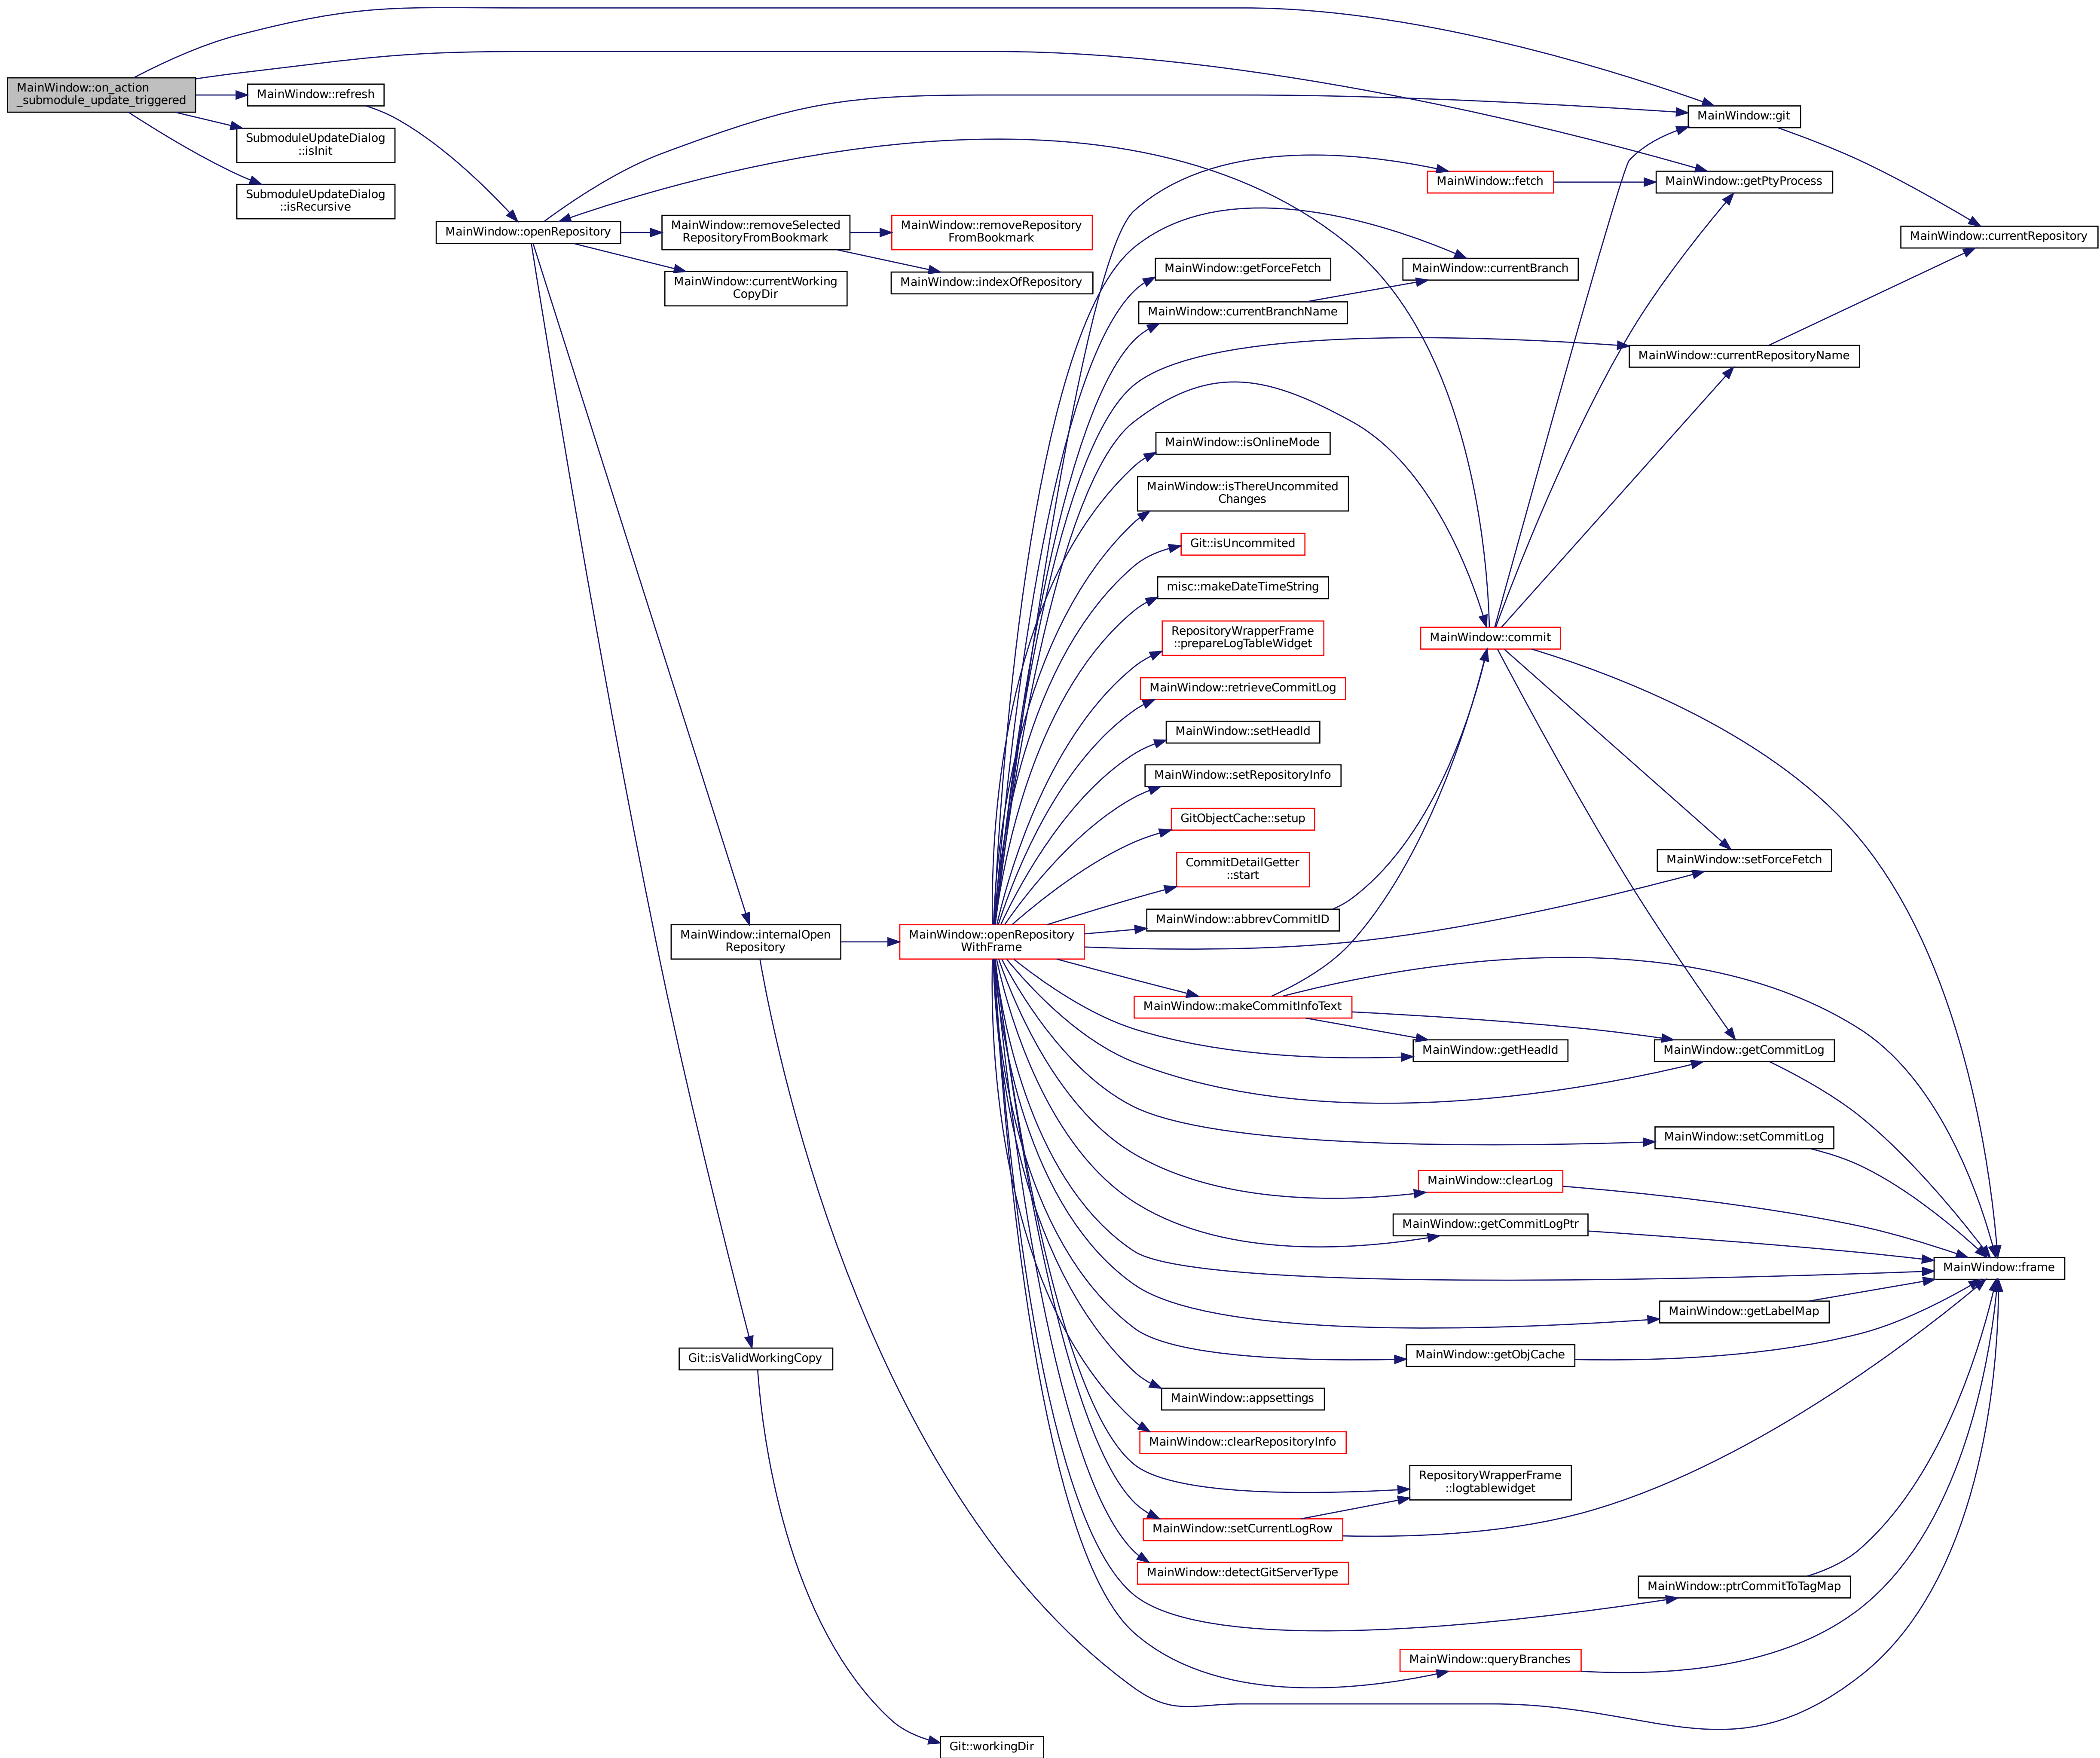 MainWindow::on_action
_submodule_update_triggered
MainWindow::refresh
SubmoduleUpdateDialog
::isInit
SubmoduleUpdateDialog
::isRecursive
MainWindow::openRepository
MainWindow::removeSelected
RepositoryFromBookmark
MainWindow::currentWorking
CopyDir
MainWindow::removeRepository
FromBookmark
MainWindow::indexOfRepository
MainWindow::internalOpen
Repository
Git::isValidWorkingCopy
Git::workingDir
MainWindow::openRepository
WithFrame
MainWindow::getForceFetch
MainWindow::currentBranchName
MainWindow::isOnlineMode
MainWindow::isThereUncommited
Changes
Git::isUncommited
misc::makeDateTimeString
RepositoryWrapperFrame
::prepareLogTableWidget
MainWindow::retrieveCommitLog
MainWindow::setHeadId
MainWindow::setRepositoryInfo
GitObjectCache::setup
CommitDetailGetter
::start
MainWindow::abbrevCommitID
MainWindow::makeCommitInfoText
MainWindow::appsettings
MainWindow::clearRepositoryInfo
MainWindow::setCurrentLogRow
MainWindow::detectGitServerType
MainWindow::fetch
MainWindow::currentBranch
MainWindow::commit
MainWindow::getHeadId
MainWindow::clearLog
MainWindow::getCommitLogPtr
MainWindow::getObjCache
RepositoryWrapperFrame
::logtablewidget
MainWindow::queryBranches
MainWindow::git
MainWindow::getPtyProcess
MainWindow::currentRepositoryName
MainWindow::setForceFetch
MainWindow::getCommitLog
MainWindow::setCommitLog
MainWindow::getLabelMap
MainWindow::ptrCommitToTagMap
MainWindow::currentRepository
MainWindow::frame